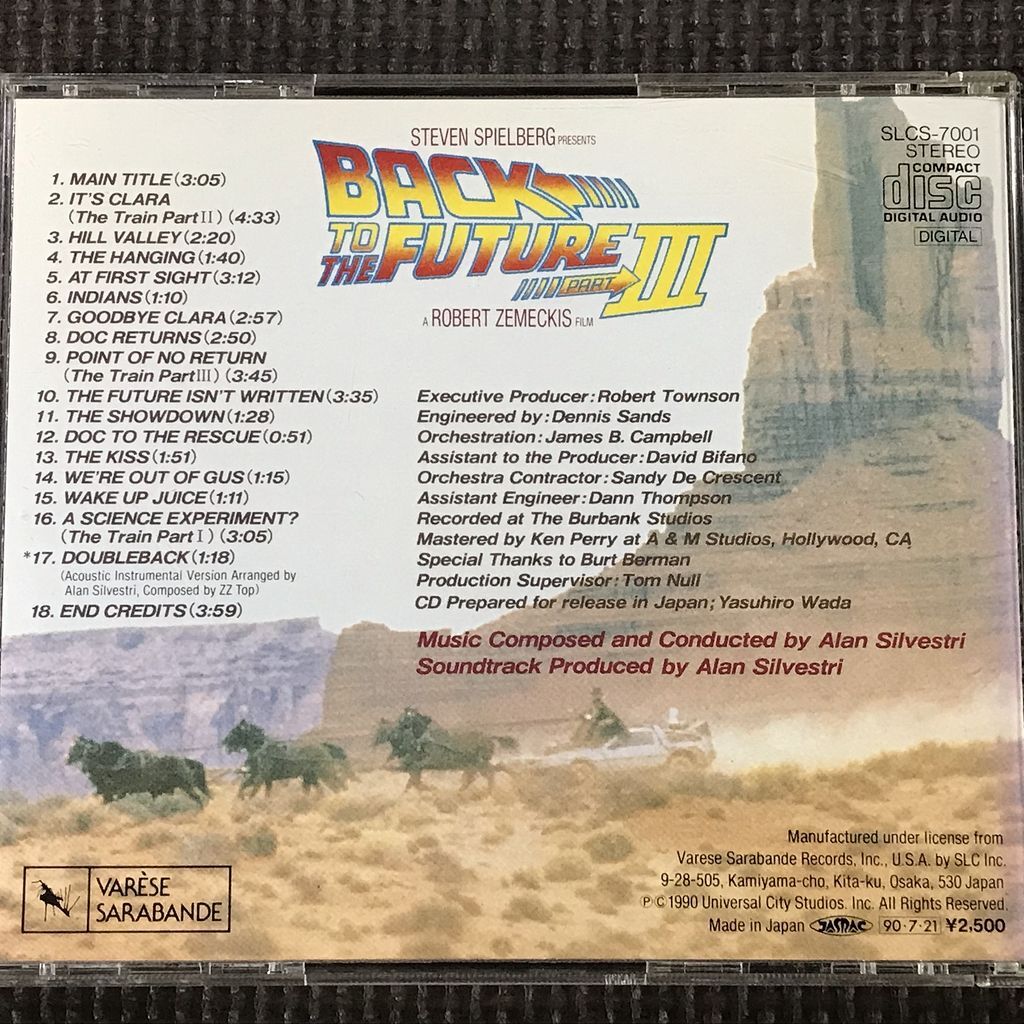 STEVEN SPIELBERG PRESENTS
BACK
TO THE FUTURE
PART III
A ROBERT ZEMECKIS FILM
SLCS-7001
STEREO
COMPACT
disc
DIGITAL AUDIO
DIGITAL
1. MAIN TITLE(3:05)
2. IT'S CLARA
(The Train Part II) (4:33)
3. HILL VALLEY(2:20)
4. THE HANGING(1:40)
5. AT FIRST SIGHT(3:12)
6. INDIANS(1:10)
7. GOODBYE CLARA(2:57)
8. DOC RETURNS(2:50)
9. POINT OF NO RETURN
(The Train Part III) (3:45)
10. THE FUTURE ISN'T WRITTEN(3:35)
11. THE SHOWDOWN(1:28)
12. DOC TO THE RESCUE(0:51)
13. THE KISS(1:51)
14. WE'RE OUT OF GUS(1:15)
15. WAKE UP JUICE(1:11)
16. A SCIENCE EXPERIMENT?
(The Train Part I) (3:05)
*17. DOUBLEBACK(1:18)
(Acoustic Instrumental Version Arranged by
Alan Silvestri, Composed by ZZ Top)
18. END CREDITS(3:59)
Executive Producer:Robert Townson
Engineered by:Dennis Sands
Orchestration:James B. Campbell
Assistant to the Producer:David Bifano
Orchestra Contractor:Sandy De Crescent
Assistant Engineer:Dann Thompson
Recorded at The Burbank Studios
Mastered by Ken Perry at A & M Studios, Hollywood, CA
Special Thanks to Burt Berman
Production Supervisor:Tom Null
CD Prepared for release in Japan;Yasuhiro Wada
Music Composed and Conducted by Alan Silvestri
Soundtrack Produced by Alan Silvestri
VARÈSE
SARABANDE
Manufactured under license from
Varese Sarabande Records, Inc., U.S.A. by SLC Inc.
9-28-505, Kamiyama-cho, Kita-ku, Osaka, 530 Japan
℗©1990 Universal City Studios. Inc. All Rights Reserved.
Made in Japan JASRAC 90·7·21 ¥2,500